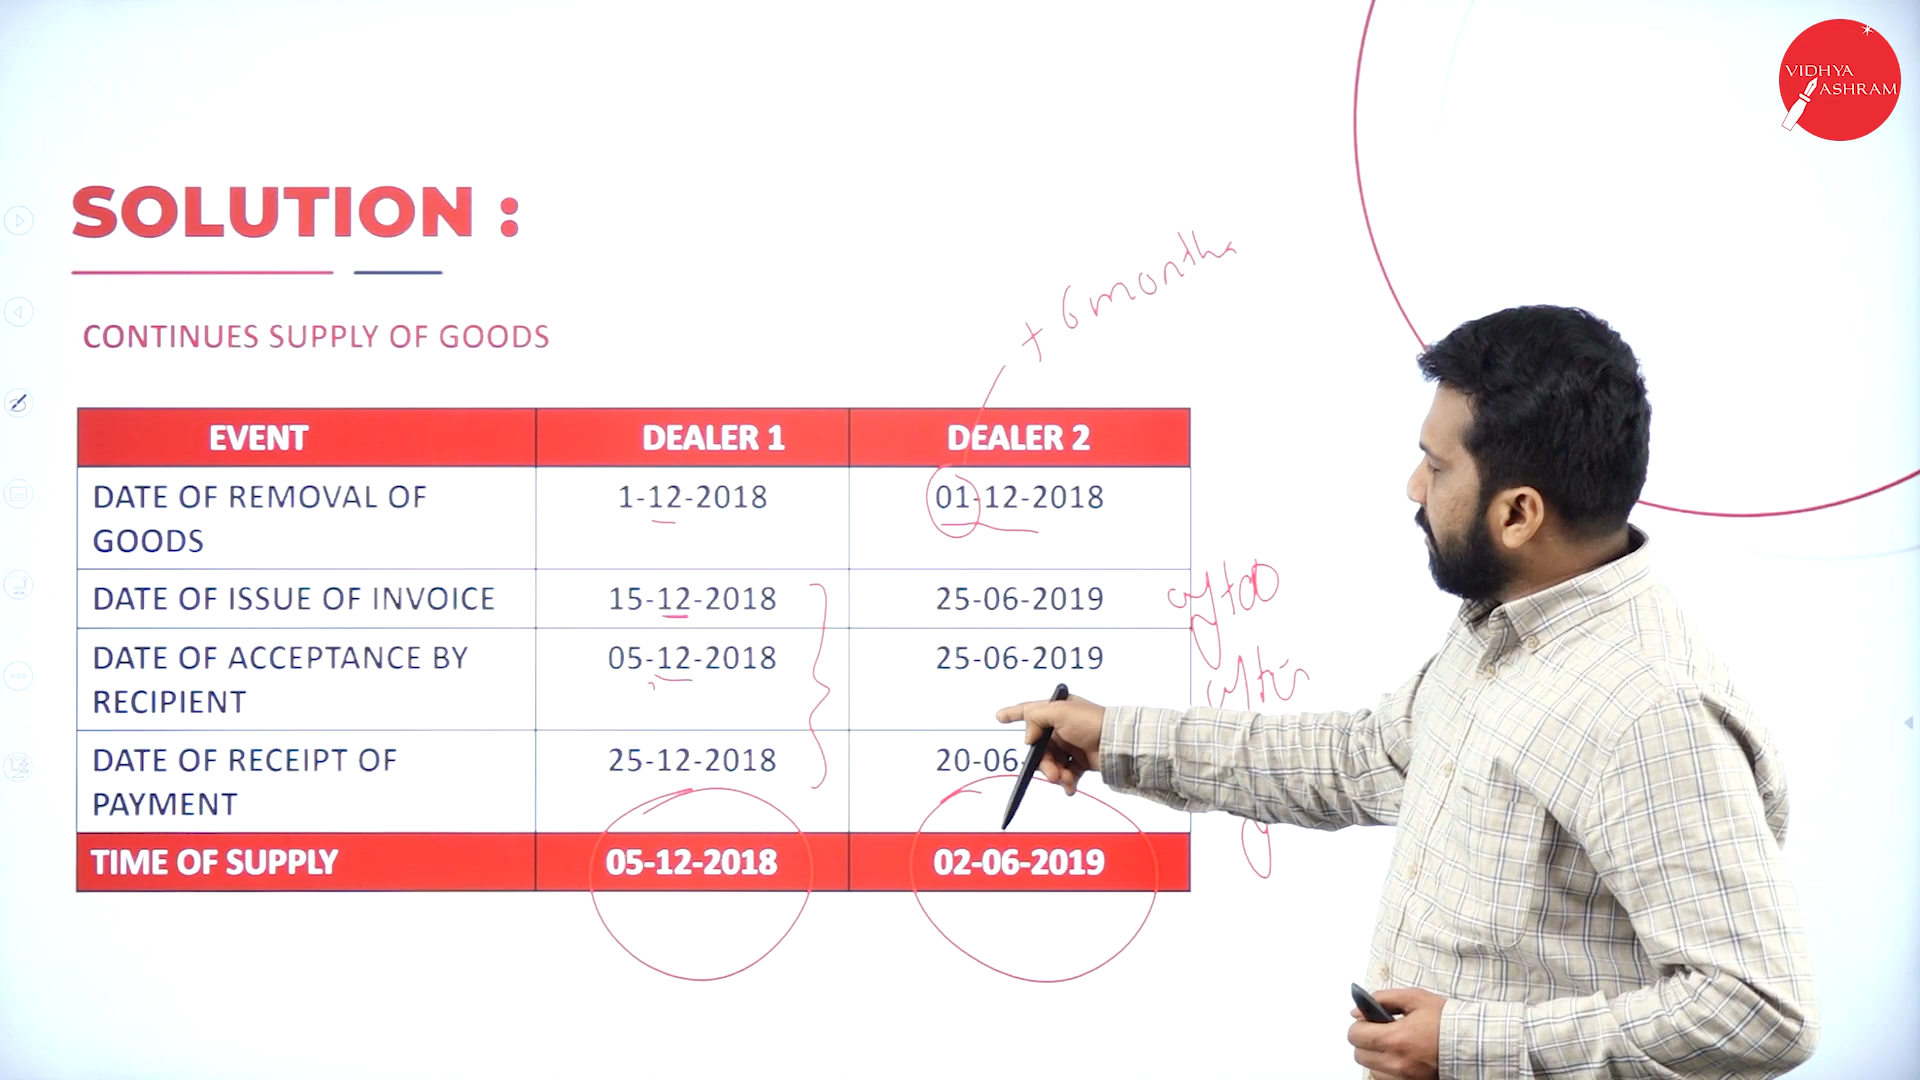 VIDHYA
ASHRAM
SOLUTION :
+ 6 months
CONTINUES SUPPLY OF GOODS
EVENT DEALER 1 DEALER 2
DATE OF REMOVAL OF GOODS 1-12-2018 01-12-2018
DATE OF ISSUE OF INVOICE 15-12-2018 25-06-2019
DATE OF ACCEPTANCE BY RECIPIENT 05-12-2018 25-06-2019
after
DATE OF RECEIPT OF PAYMENT 25-12-2018 20-06-
TIME OF SUPPLY 05-12-2018 02-06-2019